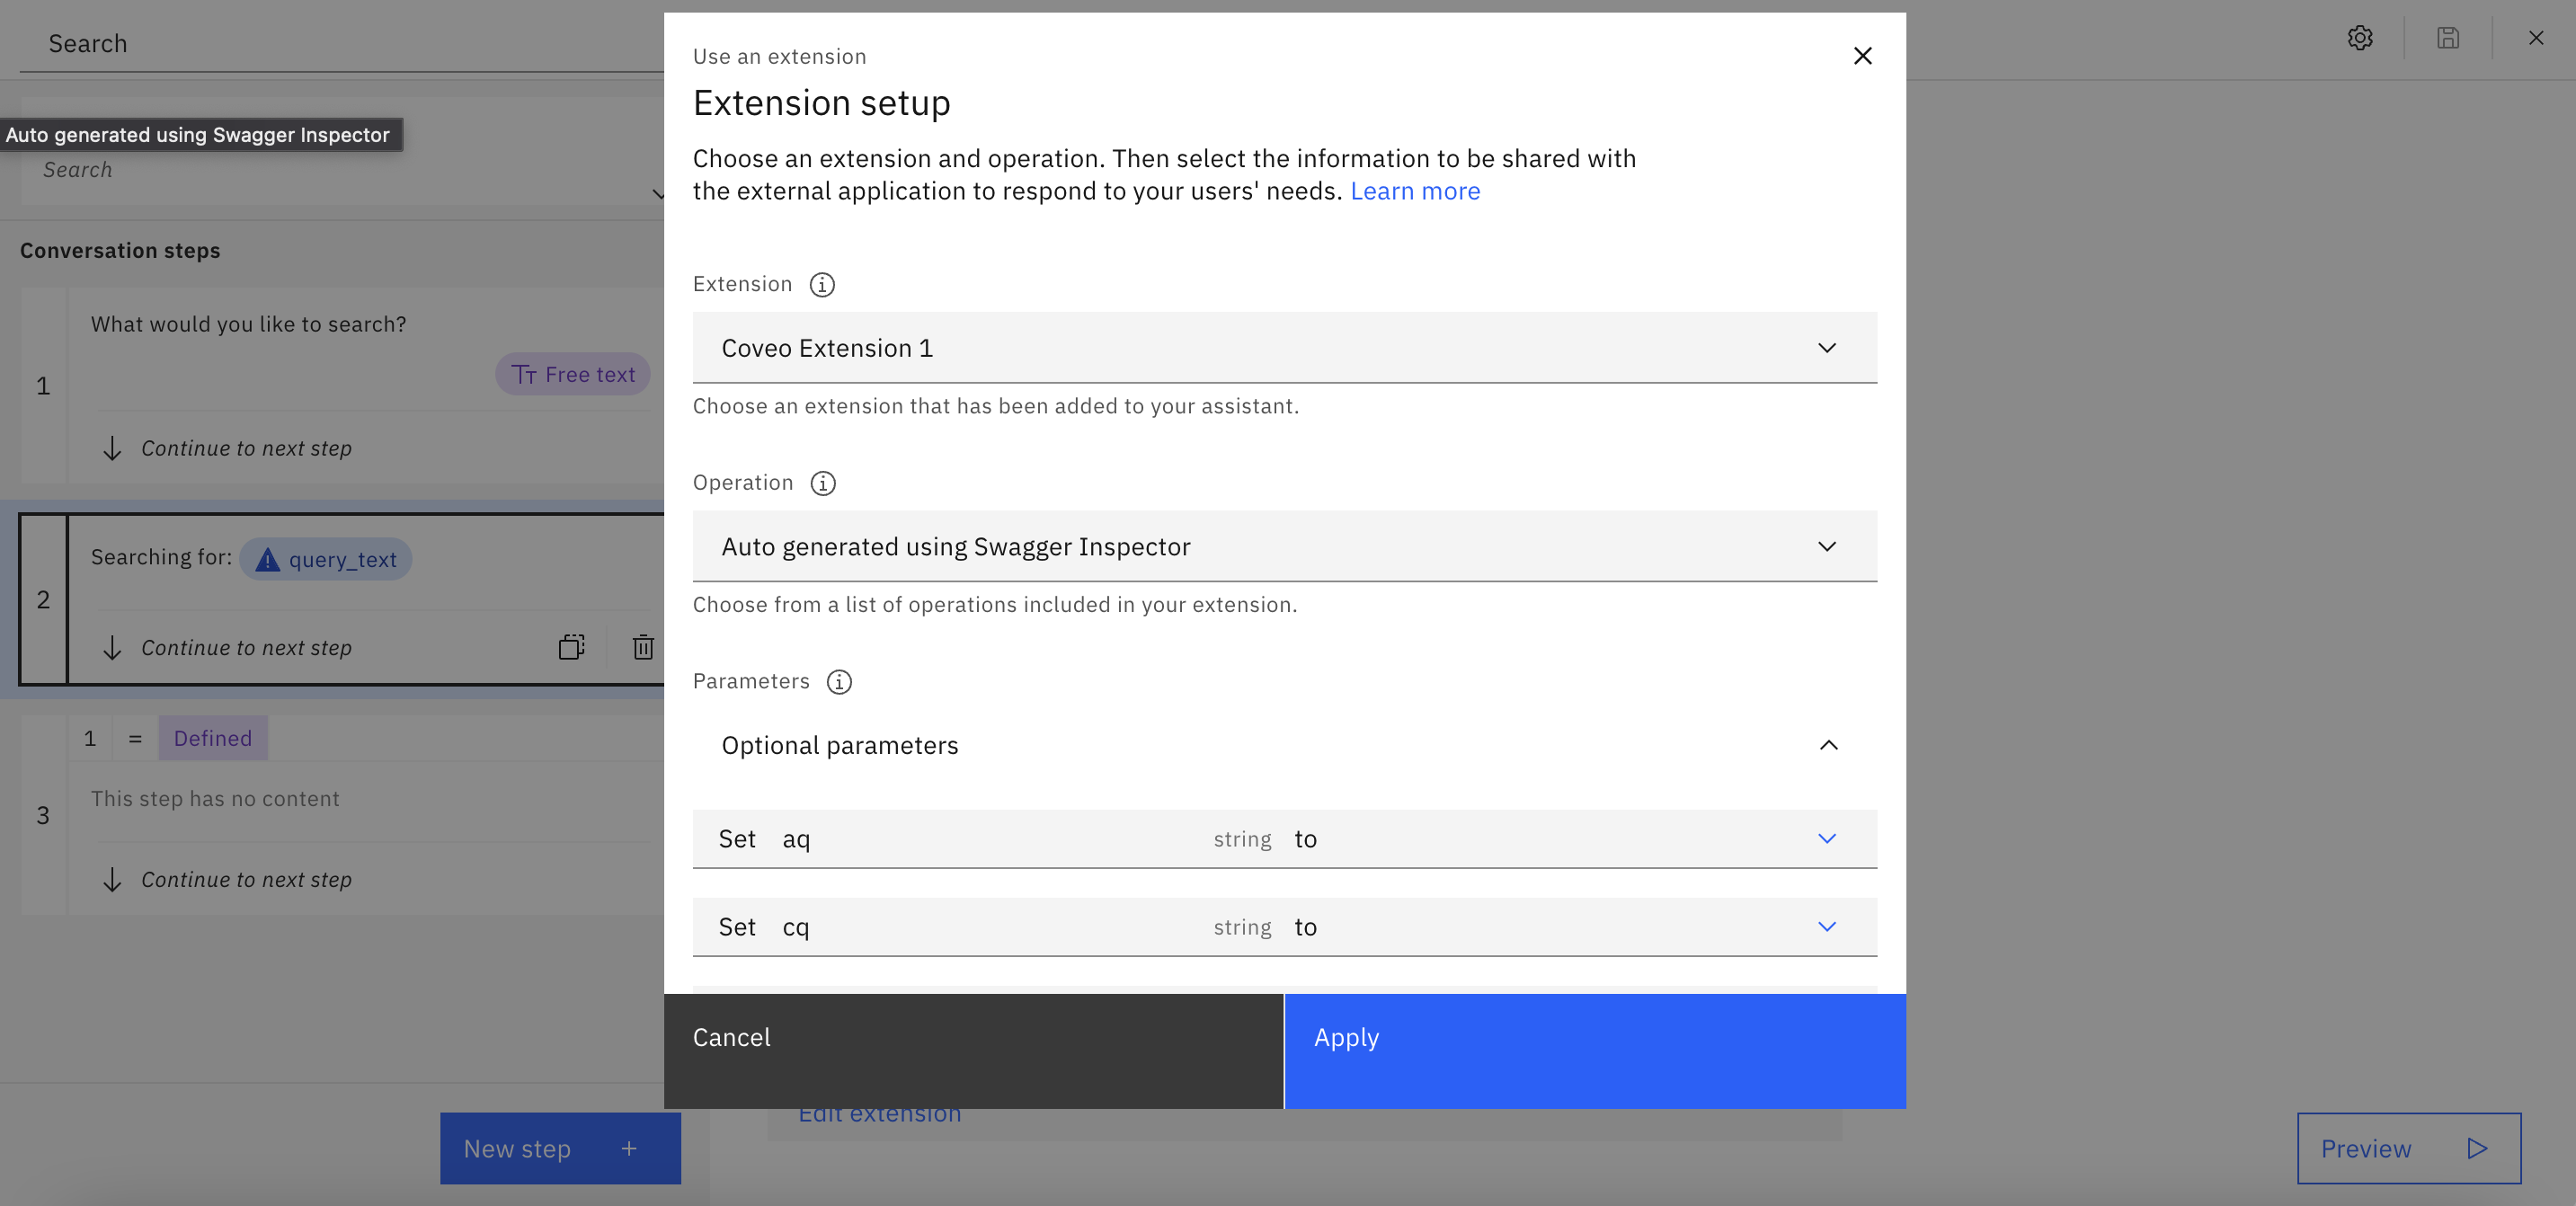 Search
Auto generated using Swagger Inspector
Search
Conversation steps
1
What would you like to search?
Free text
Continue to next step
2
Searching for: query_text
Continue to next step
3
1 = Defined
This step has no content
Continue to next step
New step +
Use an extension
Extension setup
Choose an extension and operation. Then select the information to be shared with
the external application to respond to your users' needs. Learn more
Extension
Coveo Extension 1
Choose an extension that has been added to your assistant.
Operation
Auto generated using Swagger Inspector
Choose from a list of operations included in your extension.
Parameters
Optional parameters
Set aq string to
Set cq string to
Cancel
Apply
Edit extension
Preview